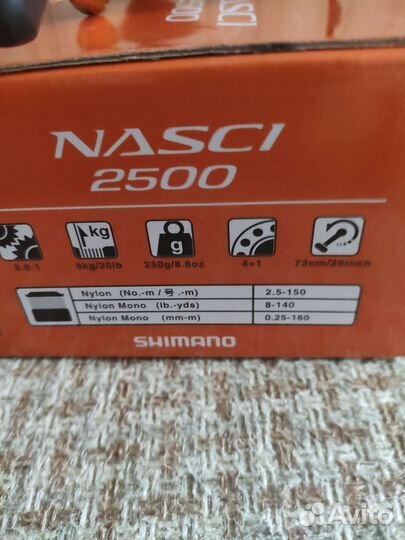 NASCI
2500
kg
g
5.0:1
9kg/20lb
250g/8.8oz
4+1
73cm/29inch
Nylon (No.-m / 号 .-m) 2.5-150
Nylon Mono (lb.-yds) 8-140
Nylon Mono (mm-m) 0.25-160
SHIMANO
Avito